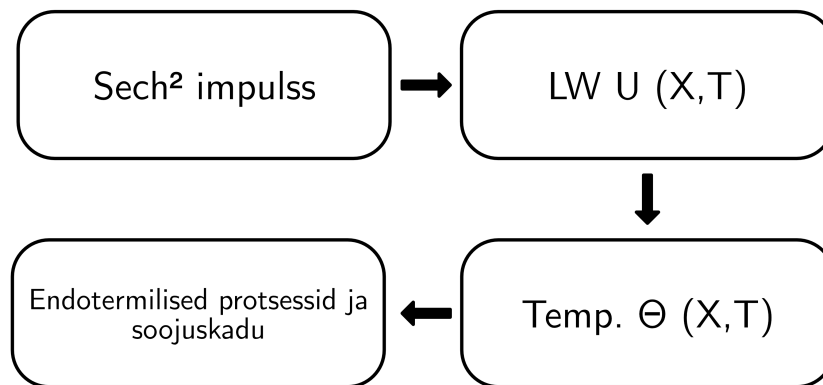 Sech² impulss
LW U (X,T)
Endotermilised protsessid ja
soojuskadu
Temp. Θ (X,T)